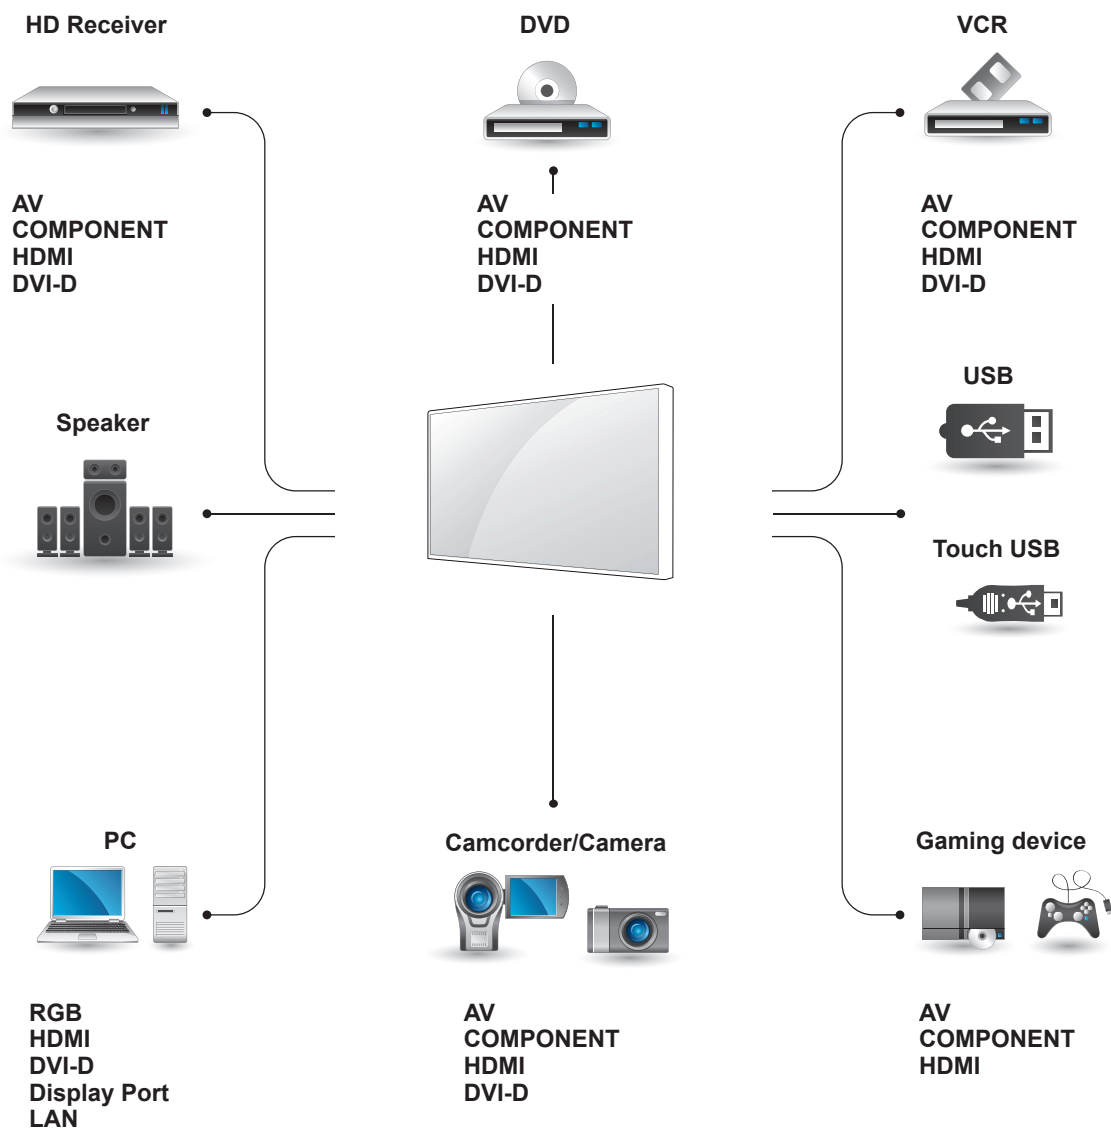 HD Receiver
AV
COMPONENT
HDMI
DVI-D
DVD
AV
COMPONENT
HDMI
DVI-D
VCR
AV
COMPONENT
HDMI
DVI-D
Speaker
USB
Touch USB
PC
RGB
HDMI
DVI-D
Display Port
LAN
Camcorder/Camera
AV
COMPONENT
HDMI
DVI-D
Gaming device
AV
COMPONENT
HDMI